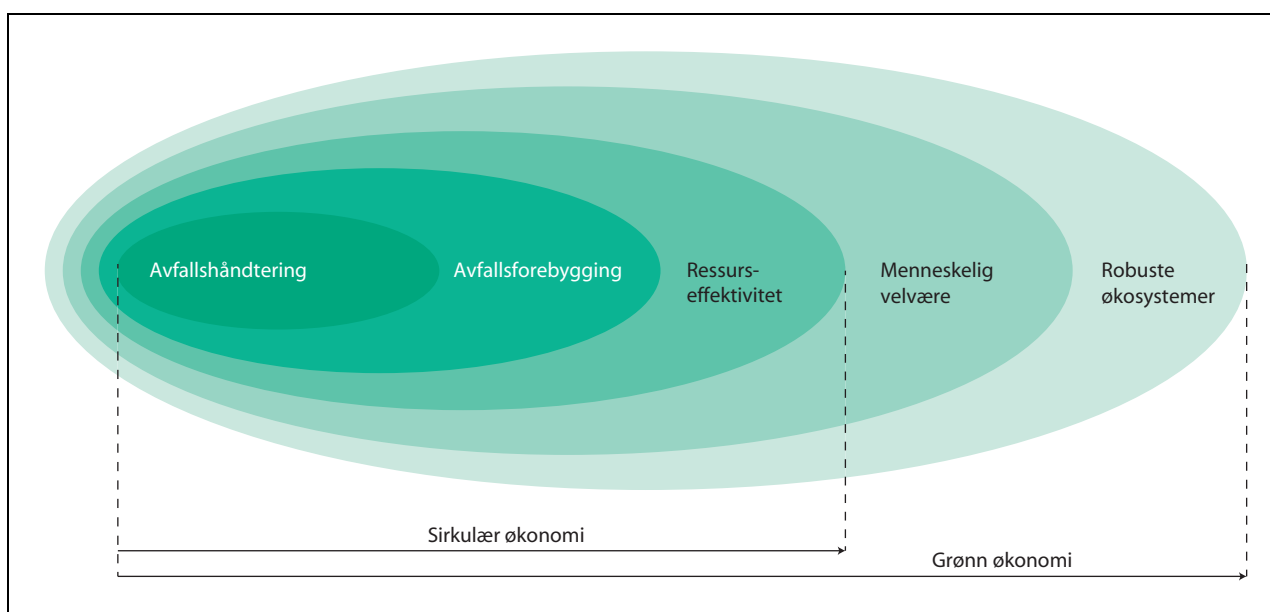 Avfallshåndtering
Avfallsforebygging
Ressurs-
effektivitet
Menneskelig
velvære
Robuste
økosystemer
Sirkulær økonomi
Grønn økonomi